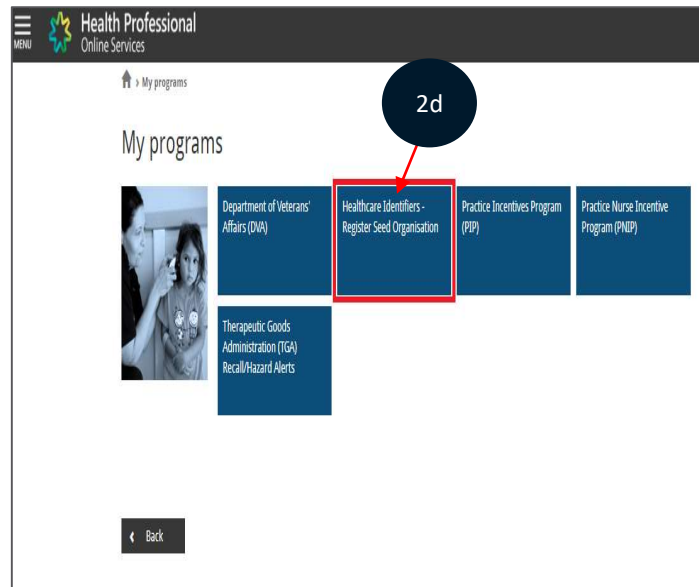 MENU
Health Professional
Online Services
› My programs
2d
My programs
Department of Veterans'
Affairs (DVA)
Healthcare Identifiers -
Register Seed Organisation
Practice Incentives Program
(PIP)
Practice Nurse Incentive
Program (PNIP)
Therapeutic Goods
Administration (TGA)
Recall/Hazard Alerts
‹ Back